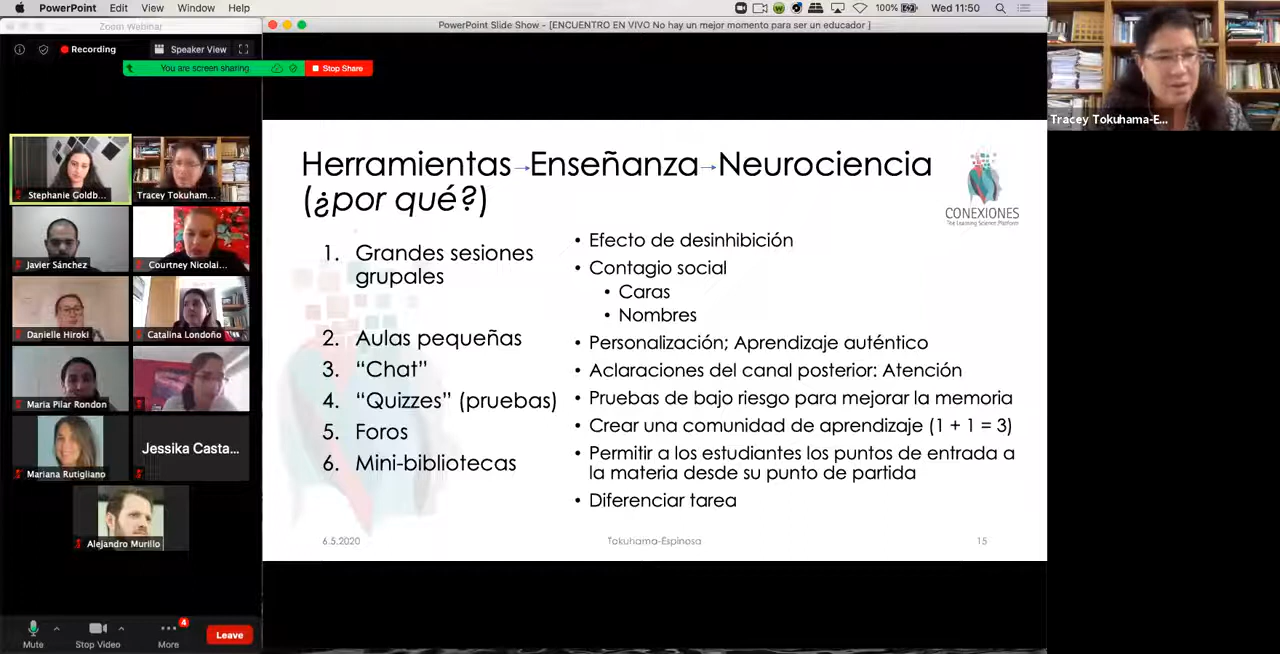 PowerPoint Edit View Window Help
100% Wed 11:50
Zoom Webinar
PowerPoint Slide Show - [ENCUENTRO EN VIVO No hay un mejor momento para ser un educador ]
Recording
Speaker View
You are screen sharing
Stop Share
Stephanie Goldb...
Tracey Tokuham...
Javier Sánchez
Courtney Nicolai...
Danielle Hiroki
Catalina Londoño
Maria Pilar Rondon
Mariana Rutigliano
Jessika Casta...
Alejandro Murillo
Mute
Stop Video
4
More
Leave
Herramientas→Enseñanza→Neurociencia
(¿por qué?)
CONEXIONES
The Learning Science Platform
1. Grandes sesiones
grupales
2. Aulas pequeñas
3. “Chat”
4. “Quizzes” (pruebas)
5. Foros
6. Mini-bibliotecas
• Efecto de desinhibición
• Contagio social
• Caras
• Nombres
• Personalización; Aprendizaje auténtico
• Aclaraciones del canal posterior: Atención
• Pruebas de bajo riesgo para mejorar la memoria
• Crear una comunidad de aprendizaje (1 + 1 = 3)
• Permitir a los estudiantes los puntos de entrada a
la materia desde su punto de partida
• Diferenciar tarea
6.5.2020
Tokuhama-Espinosa
15
Tracey Tokuhama-E...